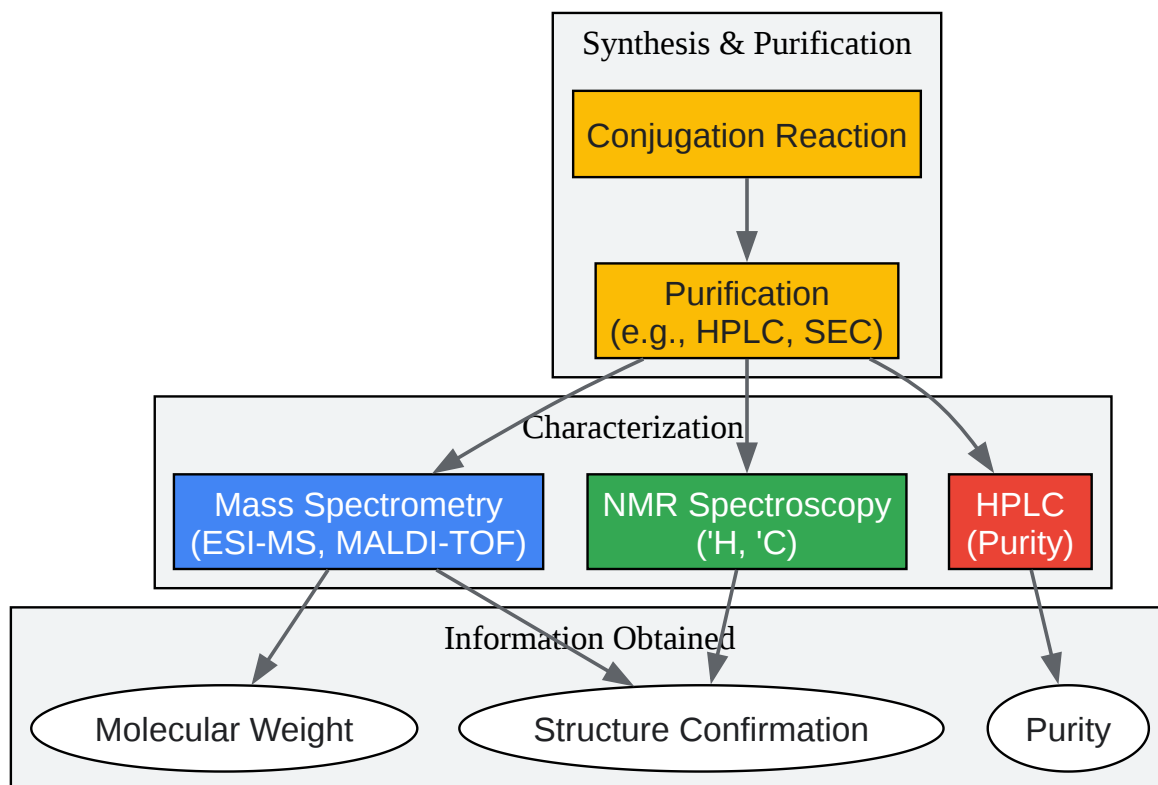 Synthesis & Purification
Conjugation Reaction
Purification
(e.g., HPLC, SEC)
Characterization
Mass Spectrometry
(ESI-MS, MALDI-TOF)
NMR Spectroscopy
('H, 'C)
HPLC
(Purity)
Information Obtained
Molecular Weight
Structure Confirmation
Purity